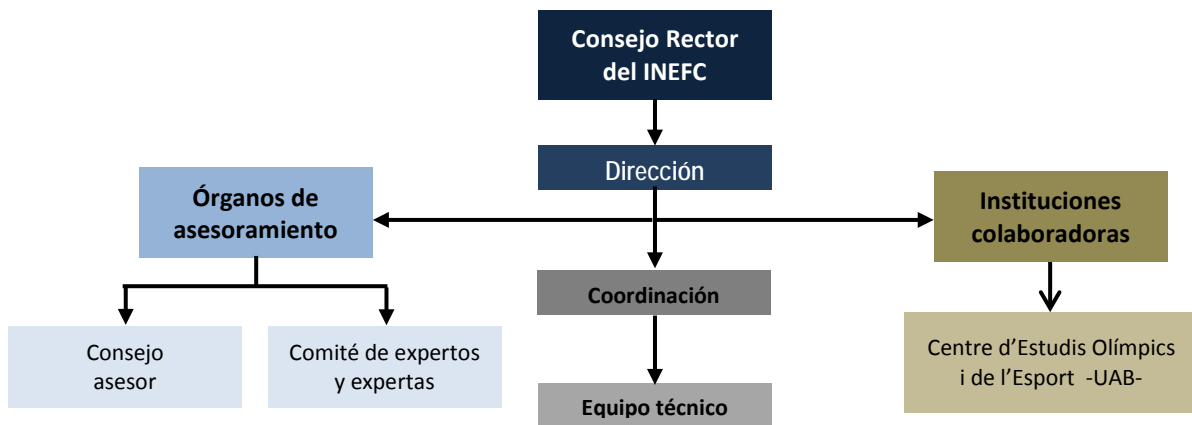 Consejo Rector
del INEFC
Dirección
Órganos de
asesoramiento
Instituciones
colaboradoras
Coordinación
Consejo
asesor
Comité de expertos
y expertas
Centre d’Estudis Olímpics
i de l’Esport -UAB-
Equipo técnico